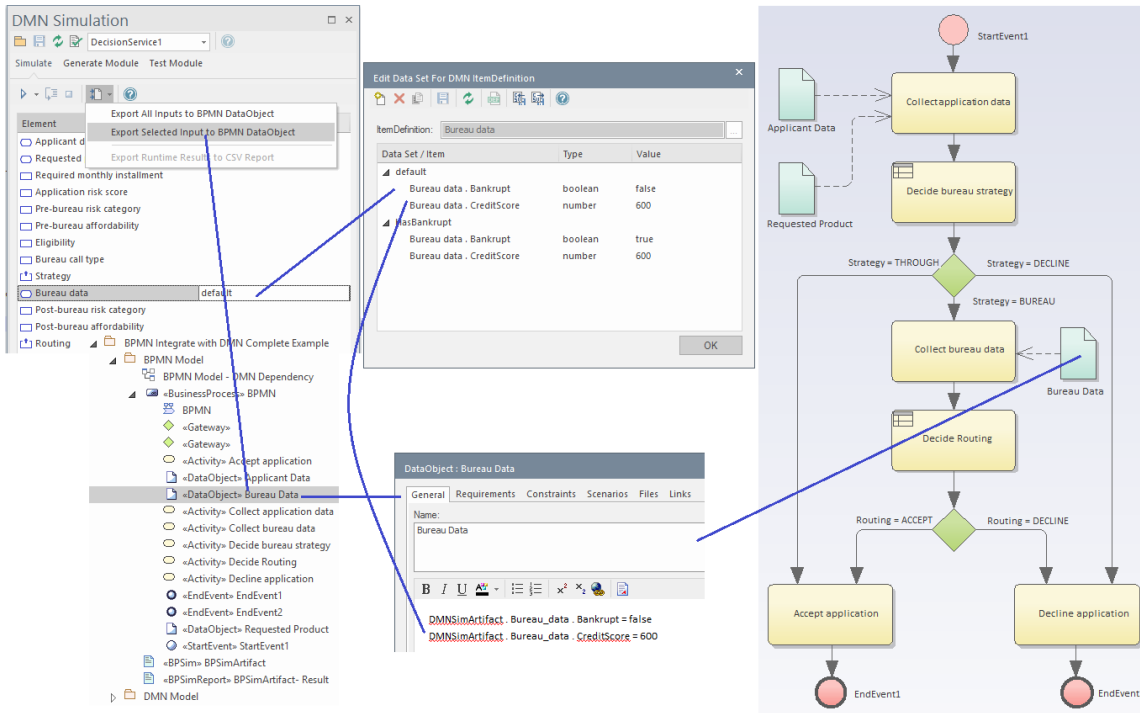 DMN Simulation
DecisionService1
Simulate Generate Module Test Module
Export All Inputs to BPMN DataObject
Export Selected Input to BPMN DataObject
Export Runtime Results to CSV Report
Element
Applicant d
Requested
Required monthly installment
Application risk score
Pre-bureau risk category
Pre-bureau affordability
Eligibility
Bureau call type
Strategy
Bureau data default
Post-bureau risk category
Post-bureau affordability
Routing
BPMN Integrate with DMN Complete Example
BPMN Model
BPMN Model - DMN Dependency
«BusinessProcess» BPMN
BPMN
«Gateway»
«Gateway»
«Activity» Accept application
«DataObject» Applicant Data
«DataObject» Bureau Data
«Activity» Collect application data
«Activity» Collect bureau data
«Activity» Decide bureau strategy
«Activity» Decide Routing
«Activity» Decline application
«EndEvent» EndEvent1
«EndEvent» EndEvent2
«DataObject» Requested Product
«StartEvent» StartEvent1
«BPSim» BPSimArtifact
«BPSimReport» BPSimArtifact- Result
DMN Model
Edit Data Set For DMN ItemDefinition
ItemDefinition: Bureau data ...
Data Set / Item Type Value
default
Bureau data . Bankrupt boolean false
Bureau data . CreditScore number 600
HasBankrupt
Bureau data . Bankrupt boolean true
Bureau data . CreditScore number 600
OK
DataObject : Bureau Data
General Requirements Constraints Scenarios Files Links
Name:
Bureau Data
B I U
DMNSimArtifact . Bureau_data . Bankrupt = false
DMNSimArtifact . Bureau_data . CreditScore = 600
StartEvent1
Collect application data
Applicant Data
Decide bureau strategy
Requested Product
Strategy = THROUGH
Strategy = DECLINE
Strategy = BUREAU
Collect bureau data
Bureau Data
Decide Routing
Routing = ACCEPT
Routing = DECLINE
Accept application
Decline application
EndEvent1
EndEvent